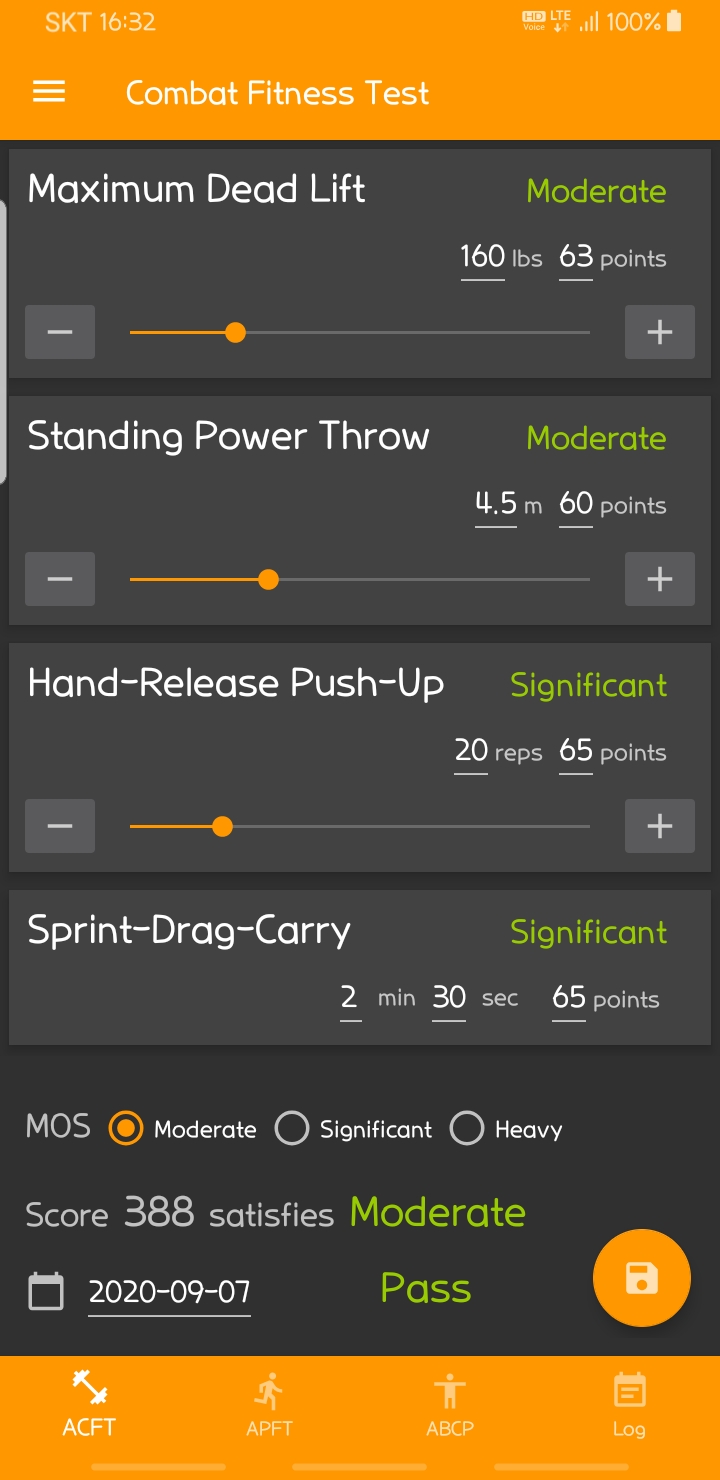 SKT 16:32 HD Voice LTE 100%
Combat Fitness Test
Maximum Dead Lift Moderate
160 lbs 63 points
Standing Power Throw Moderate
4.5 m 60 points
Hand-Release Push-Up Significant
20 reps 65 points
Sprint-Drag-Carry Significant
2 min 30 sec 65 points
MOS Moderate Significant Heavy
Score 388 satisfies Moderate
2020-09-07 Pass
ACFT APFT ABCP Log